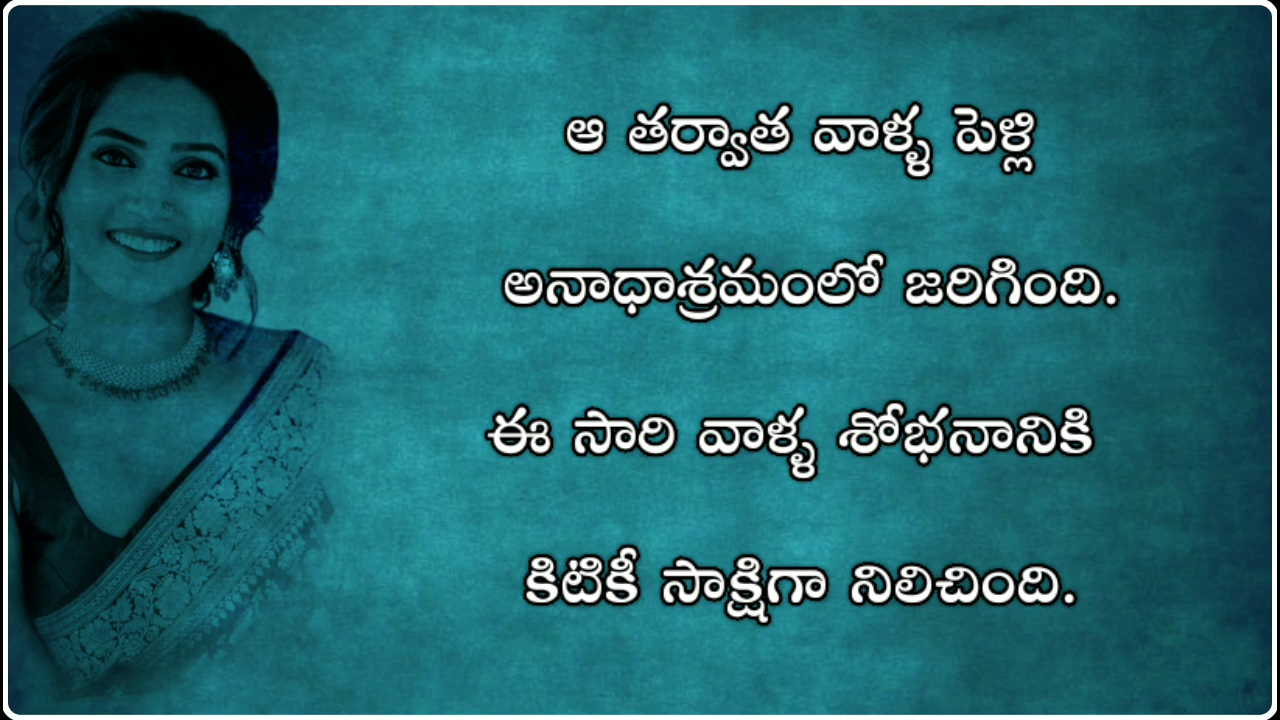 ఆ తర్వాత వాళ్ళ పెళ్లి
అనాధాశ్రమంలో జరిగింది.
ఈ సారి వాళ్ళ శోభనానికి
కిటికీ సాక్షిగా నిలిచింది.